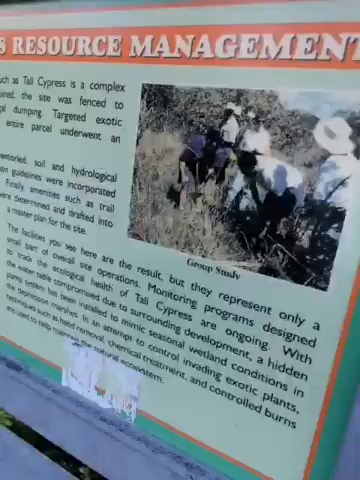 S RESOURCE MANAGEMENT
such as Tall Cypress is a complex
the site was fenced to
dumping. Targeted exotic
entire parcel underwent an
soil and hydrological
guidelines were incorporated
Finally, amenities such as trail
were determined and drafted into
a master plan for the site.
Group Study
The facilities you see here are the result, but they represent only a
small part of overall site operations. Monitoring programs designed
to track the ecological health of Tall Cypress are ongoing. With
the water table compromised due to surrounding development, a hidden
pump system has been installed to mimic seasonal wetland conditions in
the depression marshes. In an attempt to control invading exotic plants,
techniques such as hand removal, chemical treatment, and controlled burns
are used to help the natural ecosystem.